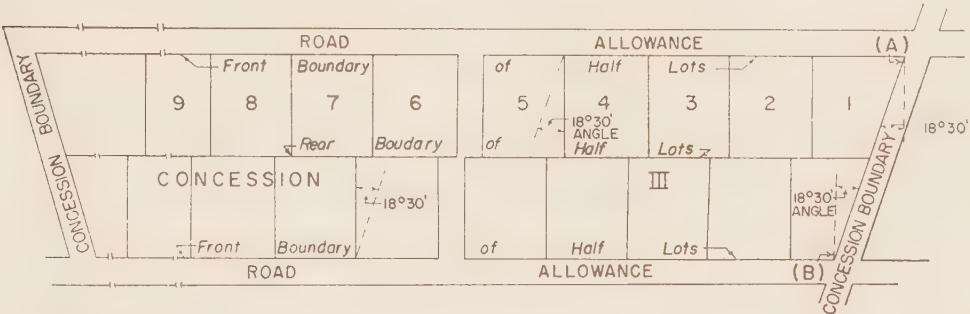 ROAD ALLOWANCE (A)
Front Boundary of Half Lots
9 8 7 6 5 4 3 2 1
18°30'
ANGLE
18°30'
Rear Boudary of Half Lots
CONCESSION III
18°30'
18°30'
ANGLE
Front Boundary of Half Lots
ROAD ALLOWANCE (B)
CONCESSION BOUNDARY
CONCESSION BOUNDARY